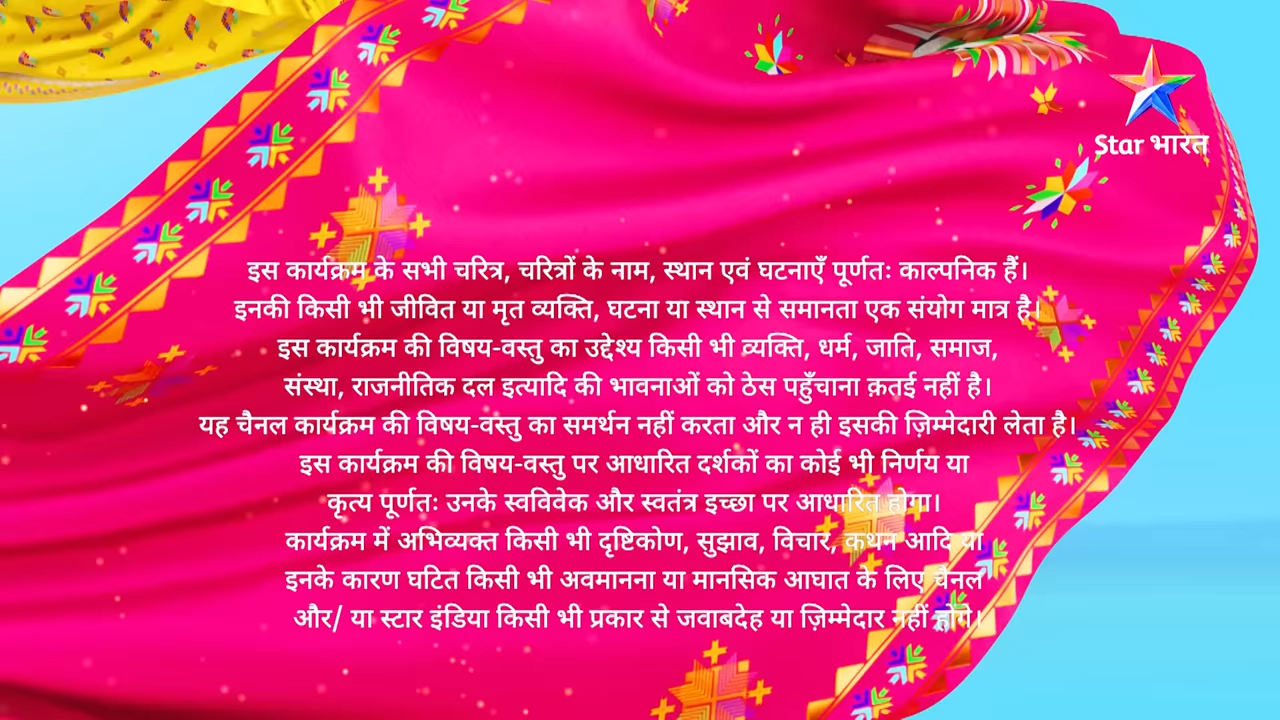 Star भारत
इस कार्यक्रम के सभी चरित्र, चरित्रों के नाम, स्थान एवं घटनाएँ पूर्णतः काल्पनिक हैं।
इनकी किसी भी जीवित या मृत व्यक्ति, घटना या स्थान से समानता एक संयोग मात्र है।
इस कार्यक्रम की विषय-वस्तु का उद्देश्य किसी भी व्यक्ति, धर्म, जाति, समाज,
संस्था, राजनीतिक दल इत्यादि की भावनाओं को ठेस पहुँचाना क़तई नहीं है।
यह चैनल कार्यक्रम की विषय-वस्तु का समर्थन नहीं करता और न ही इसकी ज़िम्मेदारी लेता है।
इस कार्यक्रम की विषय-वस्तु पर आधारित दर्शकों का कोई भी निर्णय या
कृत्य पूर्णतः उनके स्वविवेक और स्वतंत्र इच्छा पर आधारित होगा।
कार्यक्रम में अभिव्यक्त किसी भी दृष्टिकोण, सुझाव, विचार, कथन आदि या
इनके कारण घटित किसी भी अवमानना या मानसिक आघात के लिए चैनल
और/ या स्टार इंडिया किसी भी प्रकार से जवाबदेह या ज़िम्मेदार नहीं होंगे।